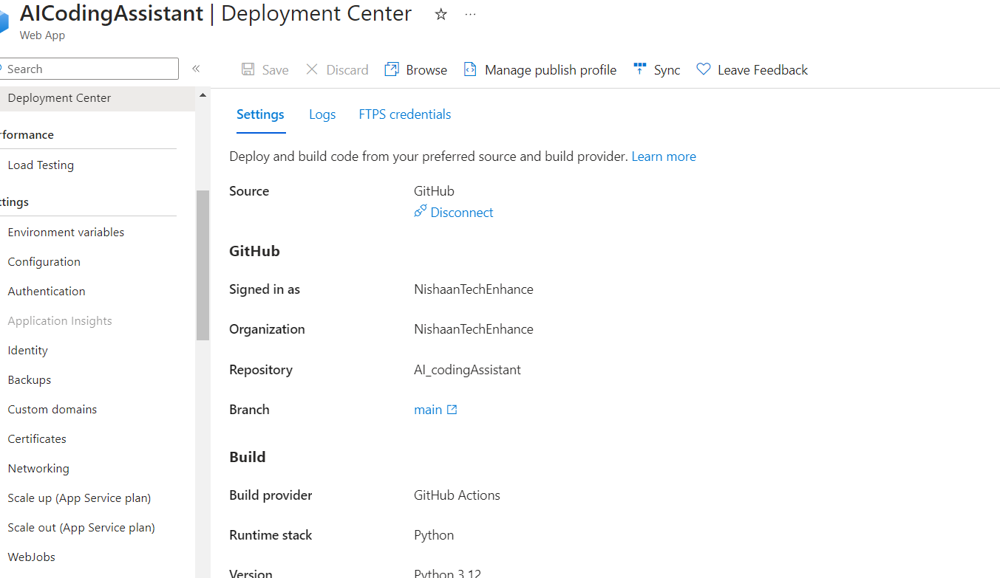 AICodingAssistant | Deployment Center
Web App
Search
Save
Discard
Browse
Manage publish profile
Sync
Leave Feedback
Deployment Center
rformance
Load Testing
ttings
Environment variables
Configuration
Authentication
Application Insights
Identity
Backups
Custom domains
Certificates
Networking
Scale up (App Service plan)
Scale out (App Service plan)
WebJobs
Settings
Logs
FTPS credentials
Deploy and build code from your preferred source and build provider. Learn more
Source GitHub
Disconnect
GitHub
Signed in as NishaanTechEnhance
Organization NishaanTechEnhance
Repository AI_codingAssistant
Branch main
Build
Build provider GitHub Actions
Runtime stack Python
Version Python 3.12